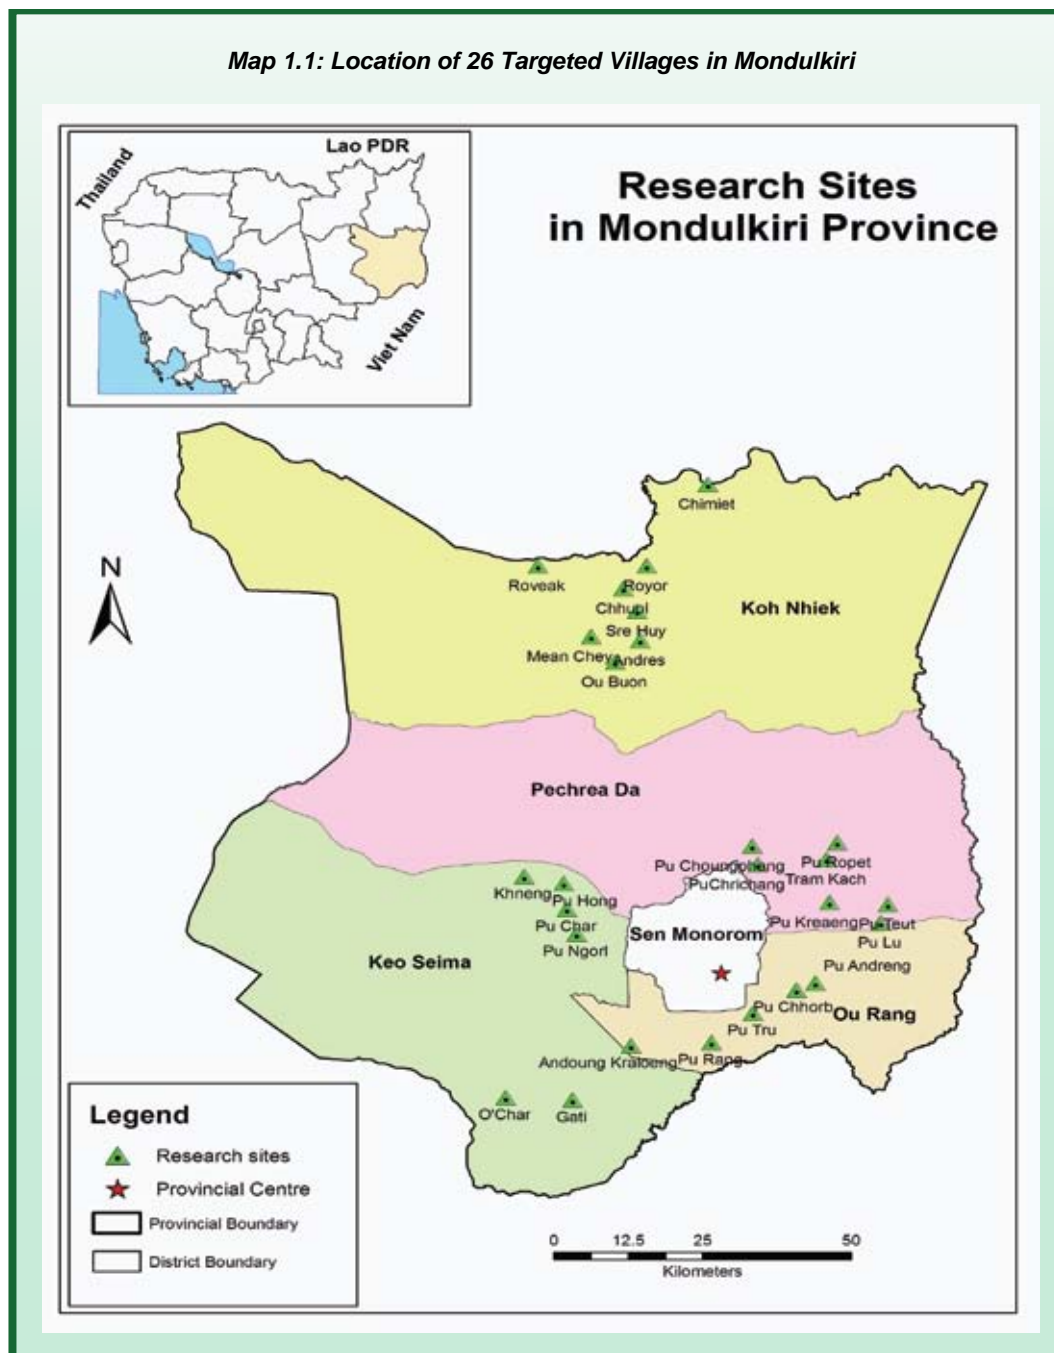 Map 1.1: Location of 26 Targeted Villages in Mondulkiri
Thailand
Lao PDR
Viet Nam
Research Sites
in Mondulkiri Province
N
Chimiet
Roveak
Royor
Chhupl
Koh Nhiek
Sre Huy
Mean Chey
Andres
Ou Buon
Pechrea Da
Pu Choungchang
Pu Ropet
PuChrichang
Tram Kach
Khneng
Pu Hong
Pu Char
Pu Ngorl
Pu Kreaeng
Pu Teut
Sen Monorom
Pu Lu
Keo Seima
Pu Andreng
Pu Chhorb
Ou Rang
Pu Tru
Andoung Kraloeng
Pu Rang
O'Char
Gati
Legend
Research sites
Provincial Centre
Provincial Boundary
District Boundary
0 12.5 25 50
Kilometers